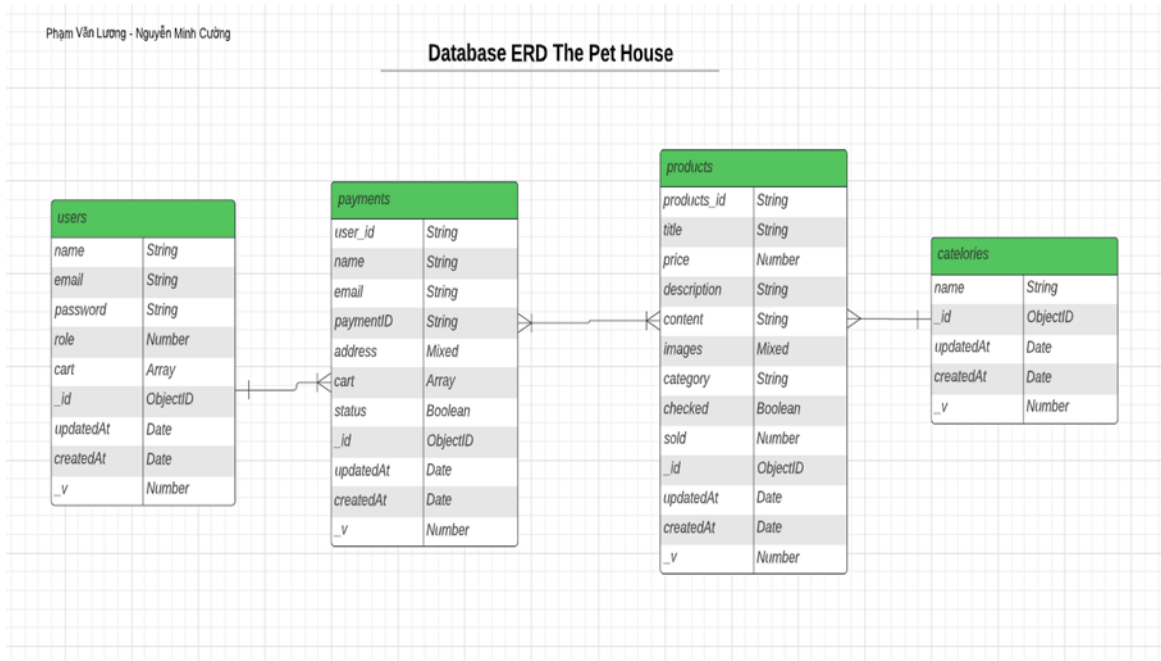 Phạm Văn Lương - Nguyễn Minh Cường
Database ERD The Pet House
users
name String
email String
password String
role Number
cart Array
_id ObjectID
updatedAt Date
createdAt Date
_v Number
payments
user_id String
name String
email String
paymentID String
address Mixed
cart Array
status Boolean
_id ObjectID
updatedAt Date
createdAt Date
_v Number
products
products_id String
title String
price Number
description String
content String
images Mixed
category String
checked Boolean
sold Number
_id ObjectID
updatedAt Date
createdAt Date
_v Number
catelories
name String
_id ObjectID
updatedAt Date
createdAt Date
_v Number